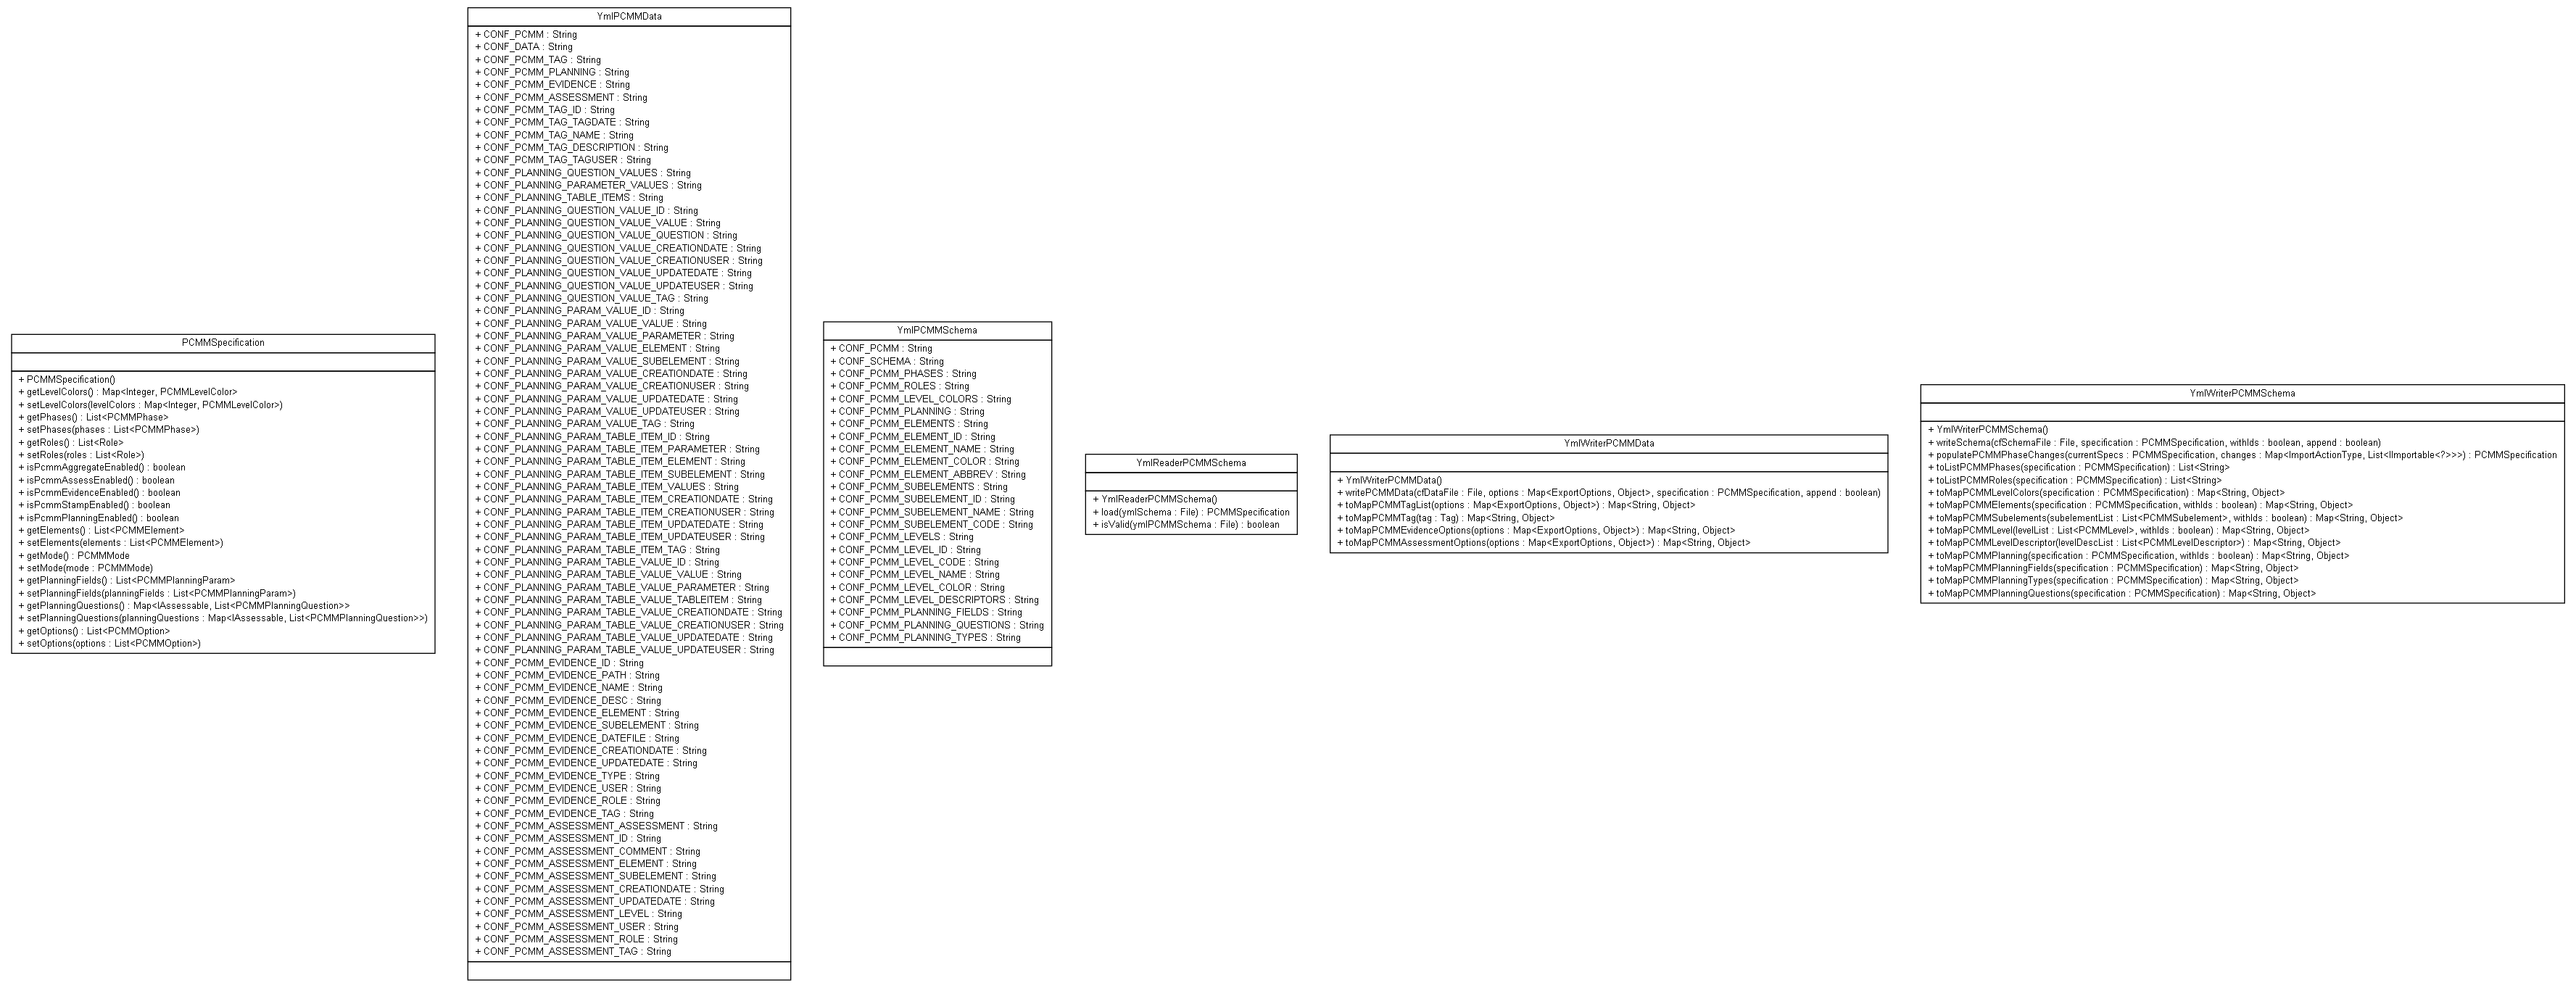 PCMMSpecification
+ PCMMSpecification()
+ getLevelColors() : Map<Integer, PCMMLevelColor>
+ setLevelColors(levelColors : Map<Integer, PCMMLevelColor>)
+ getPhases() : List<PCMMPhase>
+ setPhases(phases : List<PCMMPhase>)
+ getRoles() : List<Role>
+ setRoles(roles : List<Role>)
+ isPcmmAggregateEnabled() : boolean
+ isPcmmAssessEnabled() : boolean
+ isPcmmEvidenceEnabled() : boolean
+ isPcmmStampEnabled() : boolean
+ isPcmmPlanningEnabled() : boolean
+ getElements() : List<PCMMElement>
+ setElements(elements : List<PCMMElement>)
+ getMode() : PCMMMode
+ setMode(mode : PCMMMode)
+ getPlanningFields() : List<PCMMPlanningParam>
+ setPlanningFields(planningFields : List<PCMMPlanningParam>)
+ getPlanningQuestions() : Map<IAssessable, List<PCMMPlanningQuestion>>
+ setPlanningQuestions(planningQuestions : Map<IAssessable, List<PCMMPlanningQuestion>>)
+ getOptions() : List<PCMMOption>
+ setOptions(options : List<PCMMOption>)
YmlPCMMData
+ CONF_PCMM : String
+ CONF_DATA : String
+ CONF_PCMM_TAG : String
+ CONF_PCMM_PLANNING : String
+ CONF_PCMM_EVIDENCE : String
+ CONF_PCMM_ASSESSMENT : String
+ CONF_PCMM_TAG_ID : String
+ CONF_PCMM_TAG_TAGDATE : String
+ CONF_PCMM_TAG_NAME : String
+ CONF_PCMM_TAG_DESCRIPTION : String
+ CONF_PCMM_TAG_TAGUSER : String
+ CONF_PLANNING_QUESTION_VALUES : String
+ CONF_PLANNING_PARAMETER_VALUES : String
+ CONF_PLANNING_TABLE_ITEMS : String
+ CONF_PLANNING_QUESTION_VALUE_ID : String
+ CONF_PLANNING_QUESTION_VALUE_VALUE : String
+ CONF_PLANNING_QUESTION_VALUE_QUESTION : String
+ CONF_PLANNING_QUESTION_VALUE_CREATIONDATE : String
+ CONF_PLANNING_QUESTION_VALUE_CREATIONUSER : String
+ CONF_PLANNING_QUESTION_VALUE_UPDATEDATE : String
+ CONF_PLANNING_QUESTION_VALUE_UPDATEUSER : String
+ CONF_PLANNING_QUESTION_VALUE_TAG : String
+ CONF_PLANNING_PARAM_VALUE_ID : String
+ CONF_PLANNING_PARAM_VALUE_VALUE : String
+ CONF_PLANNING_PARAM_VALUE_PARAMETER : String
+ CONF_PLANNING_PARAM_VALUE_ELEMENT : String
+ CONF_PLANNING_PARAM_VALUE_SUBELEMENT : String
+ CONF_PLANNING_PARAM_VALUE_CREATIONDATE : String
+ CONF_PLANNING_PARAM_VALUE_CREATIONUSER : String
+ CONF_PLANNING_PARAM_VALUE_UPDATEDATE : String
+ CONF_PLANNING_PARAM_VALUE_UPDATEUSER : String
+ CONF_PLANNING_PARAM_VALUE_TAG : String
+ CONF_PLANNING_PARAM_TABLE_ITEM_ID : String
+ CONF_PLANNING_PARAM_TABLE_ITEM_PARAMETER : String
+ CONF_PLANNING_PARAM_TABLE_ITEM_ELEMENT : String
+ CONF_PLANNING_PARAM_TABLE_ITEM_SUBELEMENT : String
+ CONF_PLANNING_PARAM_TABLE_ITEM_VALUES : String
+ CONF_PLANNING_PARAM_TABLE_ITEM_CREATIONDATE : String
+ CONF_PLANNING_PARAM_TABLE_ITEM_CREATIONUSER : String
+ CONF_PLANNING_PARAM_TABLE_ITEM_UPDATEDATE : String
+ CONF_PLANNING_PARAM_TABLE_ITEM_UPDATEUSER : String
+ CONF_PLANNING_PARAM_TABLE_ITEM_TAG : String
+ CONF_PLANNING_PARAM_TABLE_VALUE_ID : String
+ CONF_PLANNING_PARAM_TABLE_VALUE_VALUE : String
+ CONF_PLANNING_PARAM_TABLE_VALUE_PARAMETER : String
+ CONF_PLANNING_PARAM_TABLE_VALUE_TABLEITEM : String
+ CONF_PLANNING_PARAM_TABLE_VALUE_CREATIONDATE : String
+ CONF_PLANNING_PARAM_TABLE_VALUE_CREATIONUSER : String
+ CONF_PLANNING_PARAM_TABLE_VALUE_UPDATEDATE : String
+ CONF_PLANNING_PARAM_TABLE_VALUE_UPDATEUSER : String
+ CONF_PCMM_EVIDENCE_ID : String
+ CONF_PCMM_EVIDENCE_PATH : String
+ CONF_PCMM_EVIDENCE_NAME : String
+ CONF_PCMM_EVIDENCE_DESC : String
+ CONF_PCMM_EVIDENCE_ELEMENT : String
+ CONF_PCMM_EVIDENCE_SUBELEMENT : String
+ CONF_PCMM_EVIDENCE_DATEFILE : String
+ CONF_PCMM_EVIDENCE_CREATIONDATE : String
+ CONF_PCMM_EVIDENCE_UPDATEDATE : String
+ CONF_PCMM_EVIDENCE_TYPE : String
+ CONF_PCMM_EVIDENCE_USER : String
+ CONF_PCMM_EVIDENCE_ROLE : String
+ CONF_PCMM_EVIDENCE_TAG : String
+ CONF_PCMM_ASSESSMENT_ASSESSMENT : String
+ CONF_PCMM_ASSESSMENT_ID : String
+ CONF_PCMM_ASSESSMENT_COMMENT : String
+ CONF_PCMM_ASSESSMENT_ELEMENT : String
+ CONF_PCMM_ASSESSMENT_SUBELEMENT : String
+ CONF_PCMM_ASSESSMENT_CREATIONDATE : String
+ CONF_PCMM_ASSESSMENT_UPDATEDATE : String
+ CONF_PCMM_ASSESSMENT_LEVEL : String
+ CONF_PCMM_ASSESSMENT_USER : String
+ CONF_PCMM_ASSESSMENT_ROLE : String
+ CONF_PCMM_ASSESSMENT_TAG : String
YmlPCMMSchema
+ CONF_PCMM : String
+ CONF_SCHEMA : String
+ CONF_PCMM_PHASES : String
+ CONF_PCMM_ROLES : String
+ CONF_PCMM_LEVEL_COLORS : String
+ CONF_PCMM_PLANNING : String
+ CONF_PCMM_ELEMENTS : String
+ CONF_PCMM_ELEMENT_ID : String
+ CONF_PCMM_ELEMENT_NAME : String
+ CONF_PCMM_ELEMENT_COLOR : String
+ CONF_PCMM_ELEMENT_ABBREV : String
+ CONF_PCMM_SUBELEMENTS : String
+ CONF_PCMM_SUBELEMENT_ID : String
+ CONF_PCMM_SUBELEMENT_NAME : String
+ CONF_PCMM_SUBELEMENT_CODE : String
+ CONF_PCMM_LEVELS : String
+ CONF_PCMM_LEVEL_ID : String
+ CONF_PCMM_LEVEL_CODE : String
+ CONF_PCMM_LEVEL_NAME : String
+ CONF_PCMM_LEVEL_COLOR : String
+ CONF_PCMM_LEVEL_DESCRIPTORS : String
+ CONF_PCMM_PLANNING_FIELDS : String
+ CONF_PCMM_PLANNING_QUESTIONS : String
+ CONF_PCMM_PLANNING_TYPES : String
YmlReaderPCMMSchema
+ YmlReaderPCMMSchema()
+ load(ymlSchema : File) : PCMMSpecification
+ isValid(ymlPCMMSchema : File) : boolean
YmlWriterPCMMData
+ YmlWriterPCMMData()
+ writePCMMData(cfDataFile : File, options : Map<ExportOptions, Object>, specification : PCMMSpecification, append : boolean)
+ toMapPCMMTagList(options : Map<ExportOptions, Object>) : Map<String, Object>
+ toMapPCMMTag(tag : Tag) : Map<String, Object>
+ toMapPCMMEvidenceOptions(options : Map<ExportOptions, Object>) : Map<String, Object>
+ toMapPCMMAssessmentOptions(options : Map<ExportOptions, Object>) : Map<String, Object>
YmlWriterPCMMSchema
+ YmlWriterPCMMSchema()
+ writeSchema(cfSchemaFile : File, specification : PCMMSpecification, withIds : boolean, append : boolean)
+ populatePCMMPhaseChanges(currentSpecs : PCMMSpecification, changes : Map<ImportActionType, List<IImportable<?>>>) : PCMMSpecification
+ toListPCMMPhases(specification : PCMMSpecification) : List<String>
+ toListPCMMRoles(specification : PCMMSpecification) : List<String>
+ toMapPCMMLevelColors(specification : PCMMSpecification) : Map<String, Object>
+ toMapPCMMElements(specification : PCMMSpecification, withIds : boolean) : Map<String, Object>
+ toMapPCMMSubelements(subelementList : List<PCMMSubelement>, withIds : boolean) : Map<String, Object>
+ toMapPCMMLevel(levelList : List<PCMMLevel>, withIds : boolean) : Map<String, Object>
+ toMapPCMMLevelDescriptor(levelDescList : List<PCMMLevelDescriptor>) : Map<String, Object>
+ toMapPCMMPlanning(specification : PCMMSpecification, withIds : boolean) : Map<String, Object>
+ toMapPCMMPlanningFields(specification : PCMMSpecification) : Map<String, Object>
+ toMapPCMMPlanningTypes(specification : PCMMSpecification) : Map<String, Object>
+ toMapPCMMPlanningQuestions(specification : PCMMSpecification) : Map<String, Object>